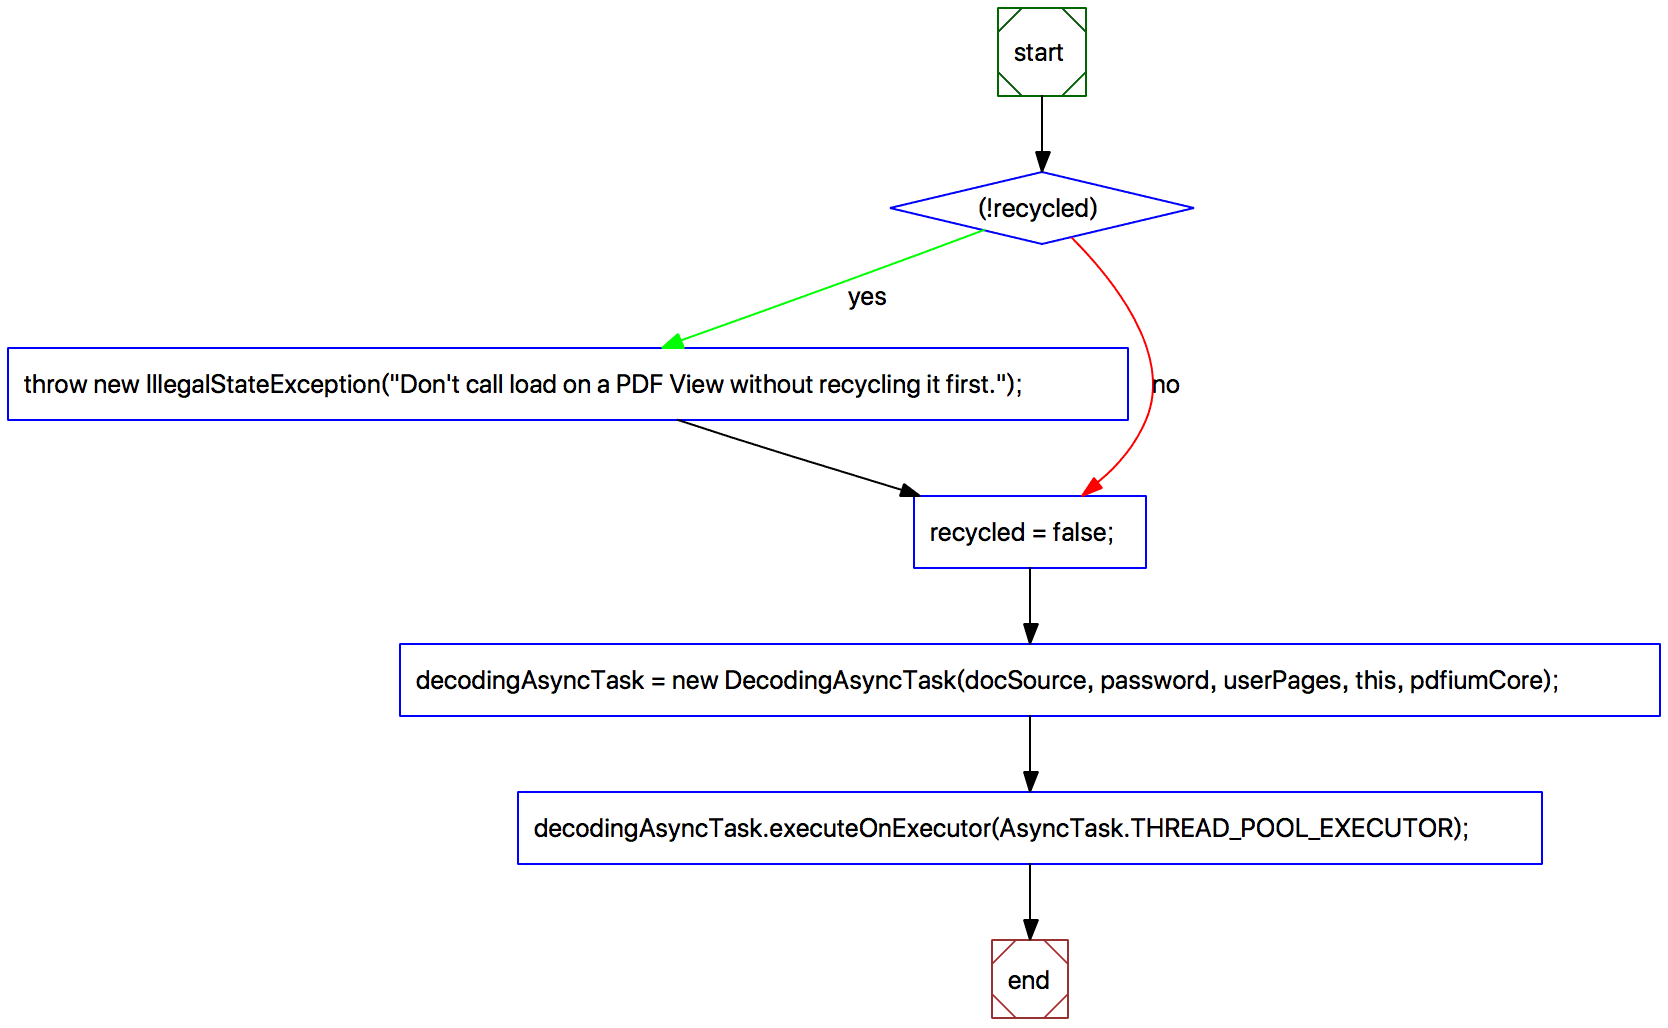 start
(!recycled)
yes
throw new IllegalStateException("Don't call load on a PDF View without recycling it first.");
no
recycled = false;
decodingAsyncTask = new DecodingAsyncTask(docSource, password, userPages, this, pdfiumCore);
decodingAsyncTask.executeOnExecutor(AsyncTask.THREAD_POOL_EXECUTOR);
end